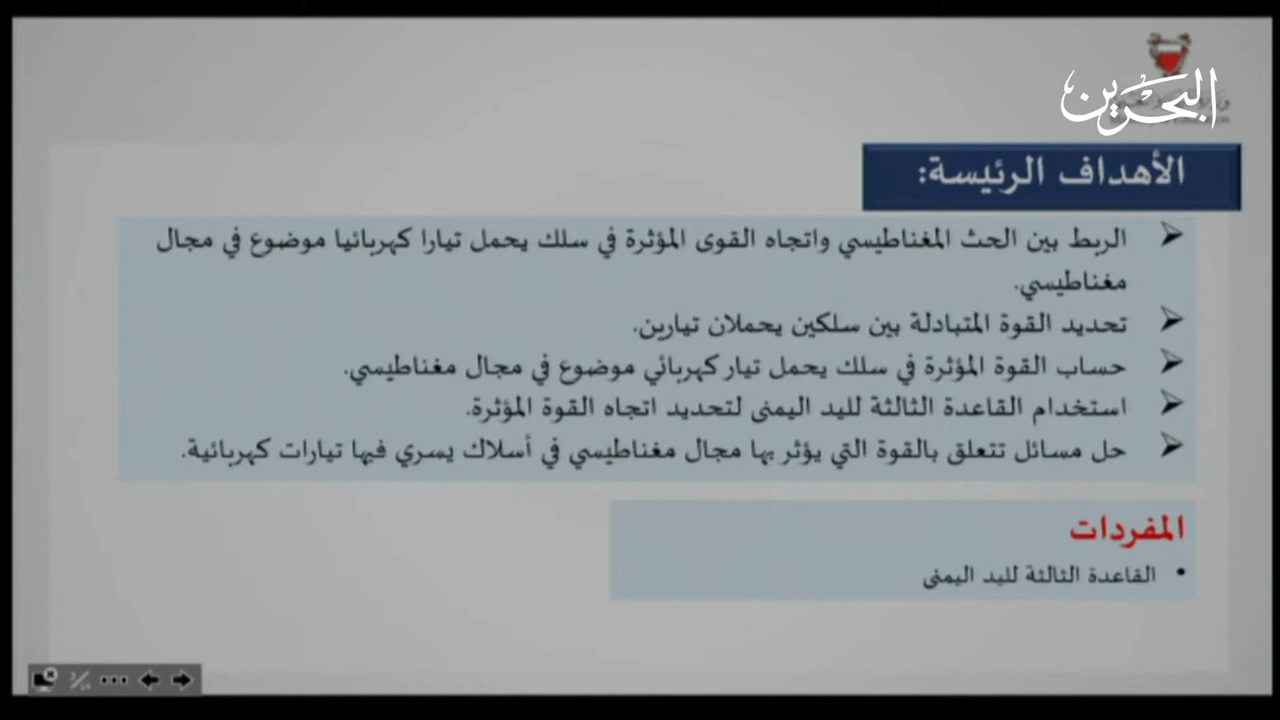 البحرين
الأهداف الرئيسة:
الربط بين الحث المغناطيسي واتجاه القوى المؤثرة في سلك يحمل تيارا كهربائيا موضوع في مجال
مغناطيسي.
تحديد القوة المتبادلة بين سلكين يحملان تيارين.
حساب القوة المؤثرة في سلك يحمل تيار كهربائي موضوع في مجال مغناطيسي.
استخدام القاعدة الثالثة لليد اليمنى لتحديد اتجاه القوة المؤثرة.
حل مسائل تتعلق بالقوة التي يؤثر بها مجال مغناطيسي في أسلاك يسري فيها تيارات كهربائية.
المفردات
• القاعدة الثالثة لليد اليمنى